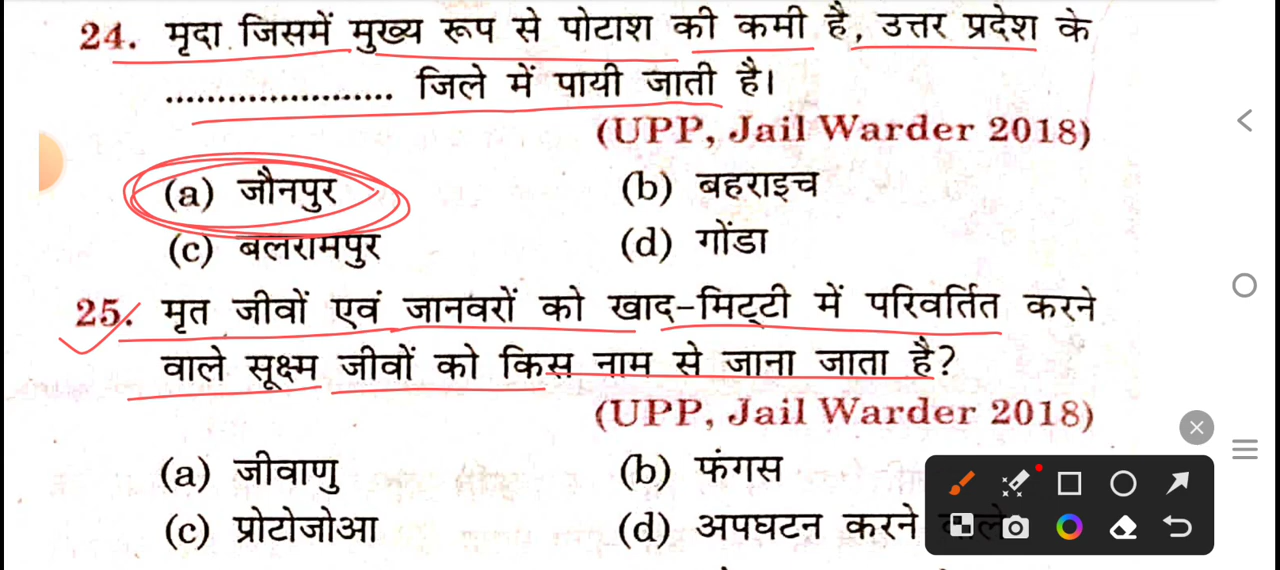 24. मृदा जिसमें मुख्य रूप से पोटाश की कमी है, उत्तर प्रदेश के
...................... जिले में पायी जाती है।
(UPP, Jail Warder 2018)
(a) जौनपुर (b) बहराइच
(c) बलरामपुर (d) गोंडा
25. मृत जीवों एवं जानवरों को खाद-मिट्टी में परिवर्तित करने
वाले सूक्ष्म जीवों को किस नाम से जाना जाता है?
(UPP, Jail Warder 2018)
(a) जीवाणु (b) फंगस
(c) प्रोटोजोआ (d) अपघटन करने वाले